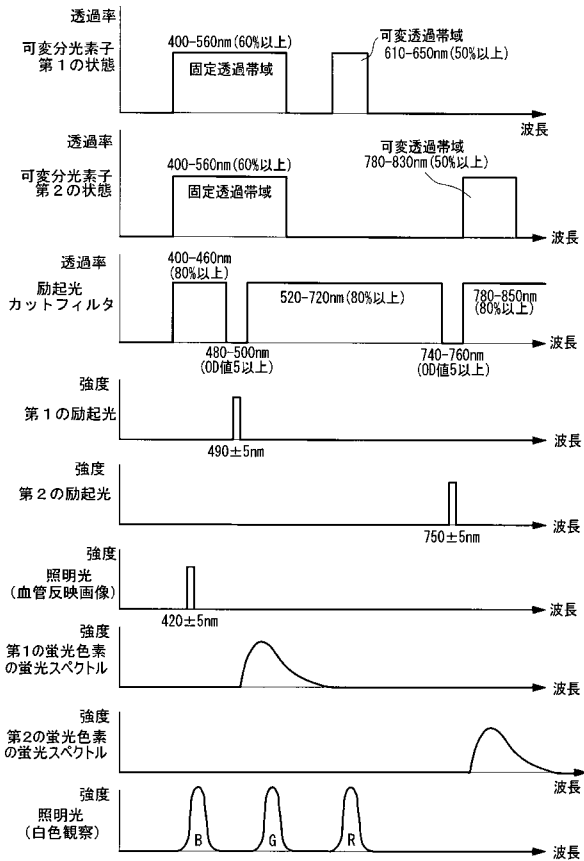 透過率
可変分光素子
第1の状態
400-560nm(60%以上)
固定透過帯域
可変透過帯域
610-650nm(50%以上)
波長
透過率
可変分光素子
第2の状態
400-560nm(60%以上)
固定透過帯域
可変透過帯域
780-830nm(50%以上)
波長
透過率
励起光
カットフィルタ
400-460nm
(80%以上)
520-720nm(80%以上)
780-850nm
(80%以上)
480-500nm
(OD値5以上)
740-760nm
(OD値5以上)
波長
強度
第1の励起光
490±5nm
波長
強度
第2の励起光
750±5nm
波長
強度
照明光
(血管反映画像)
420±5nm
波長
強度
第1の蛍光色素
の蛍光スペクトル
波長
強度
第2の蛍光色素
の蛍光スペクトル
波長
強度
照明光
(白色観察)
B
G
R
波長